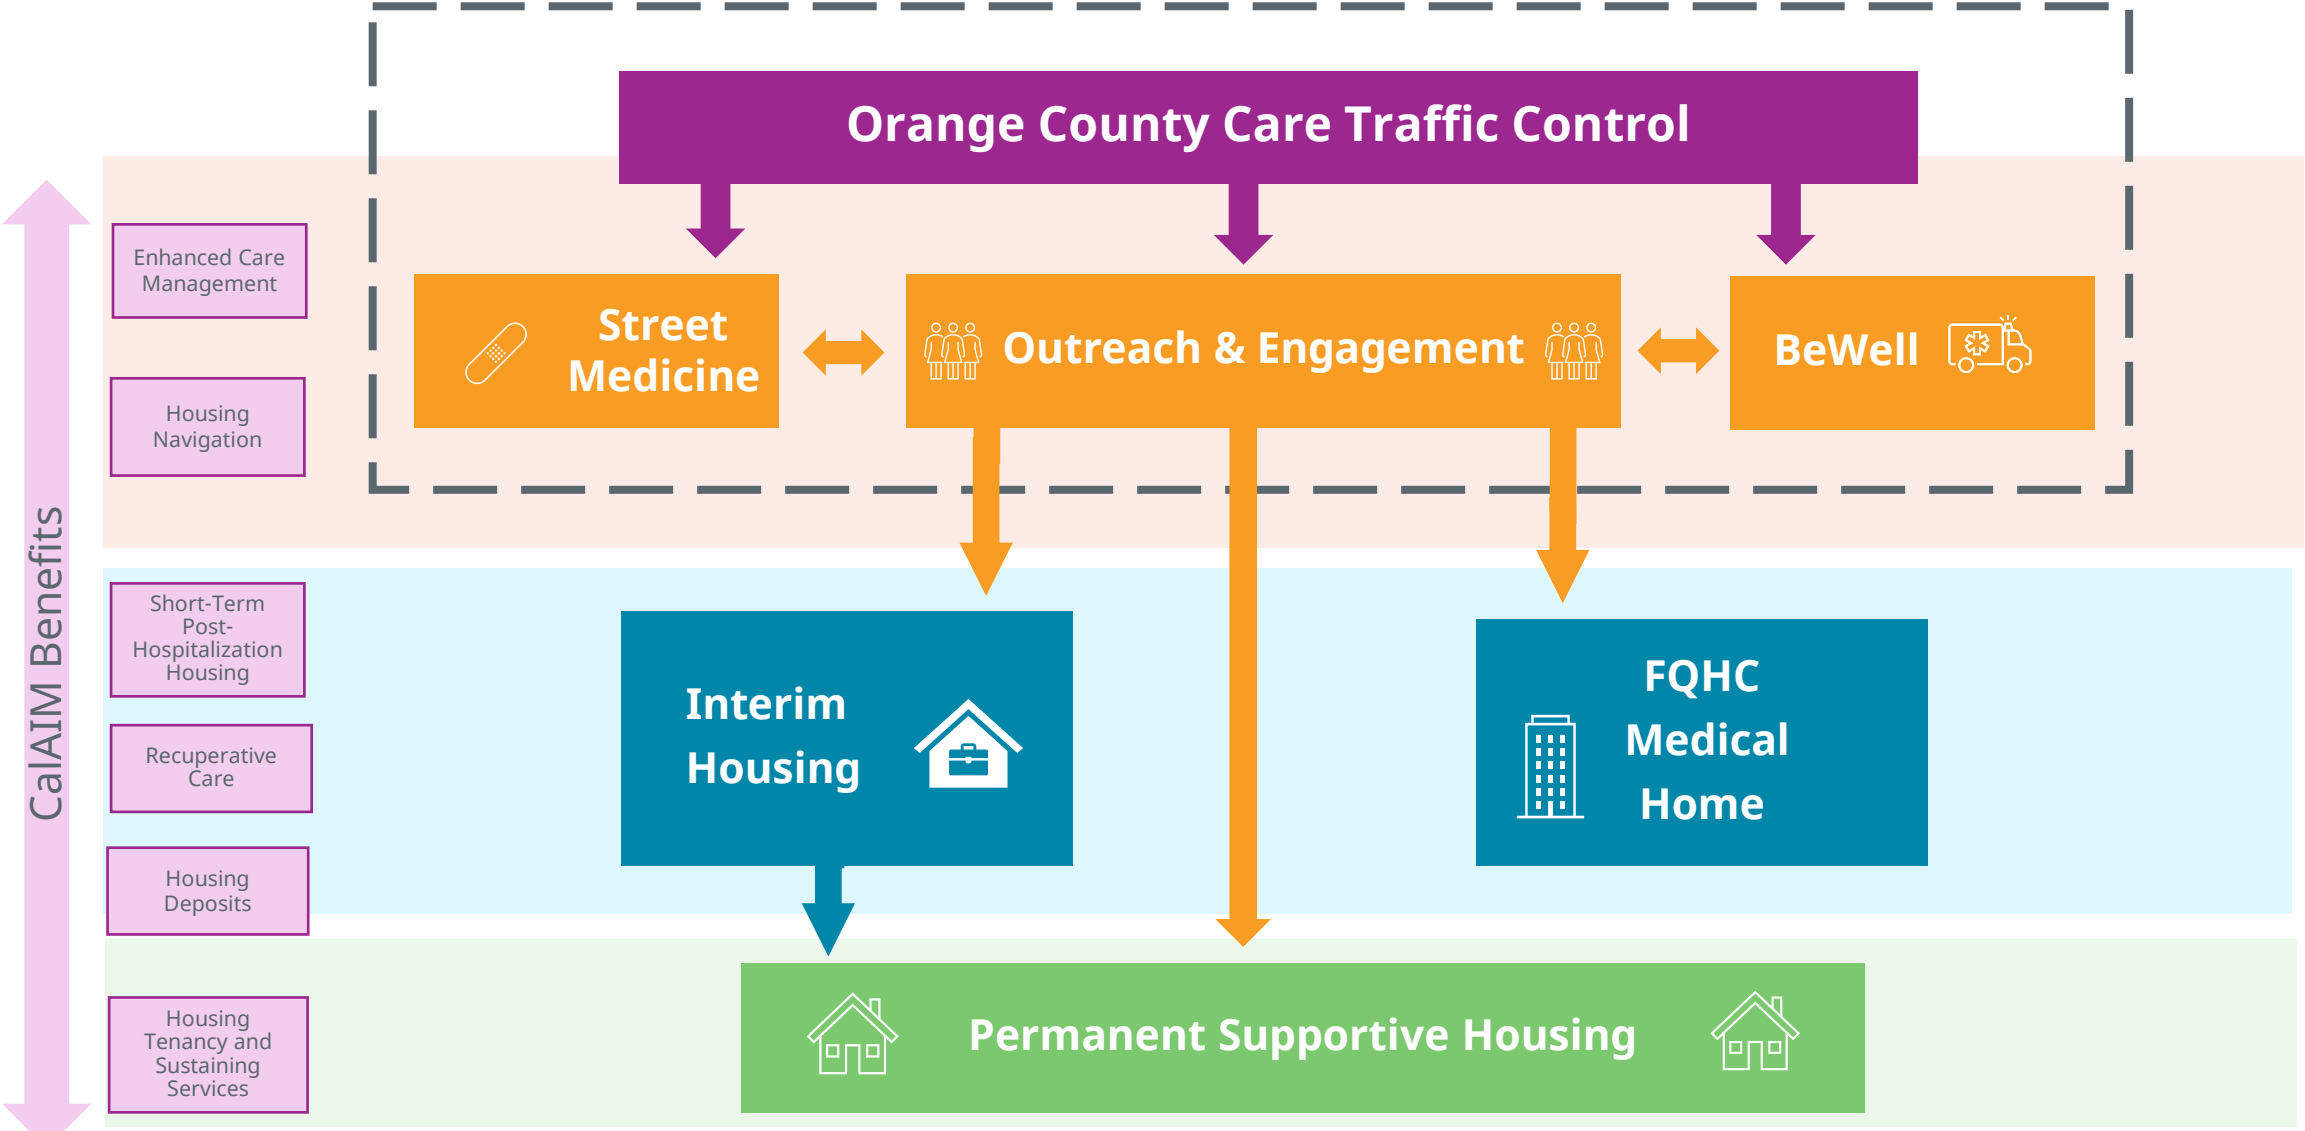 Orange County Care Traffic Control
Enhanced Care
Management
Street
Medicine
Outreach & Engagement
BeWell
Housing
Navigation
CalAIM Benefits
Short-Term
Post-
Hospitalization
Housing
Interim
Housing
FQHC
Medical
Home
Recuperative
Care
Housing
Deposits
Housing
Tenancy and
Sustaining
Services
Permanent Supportive Housing